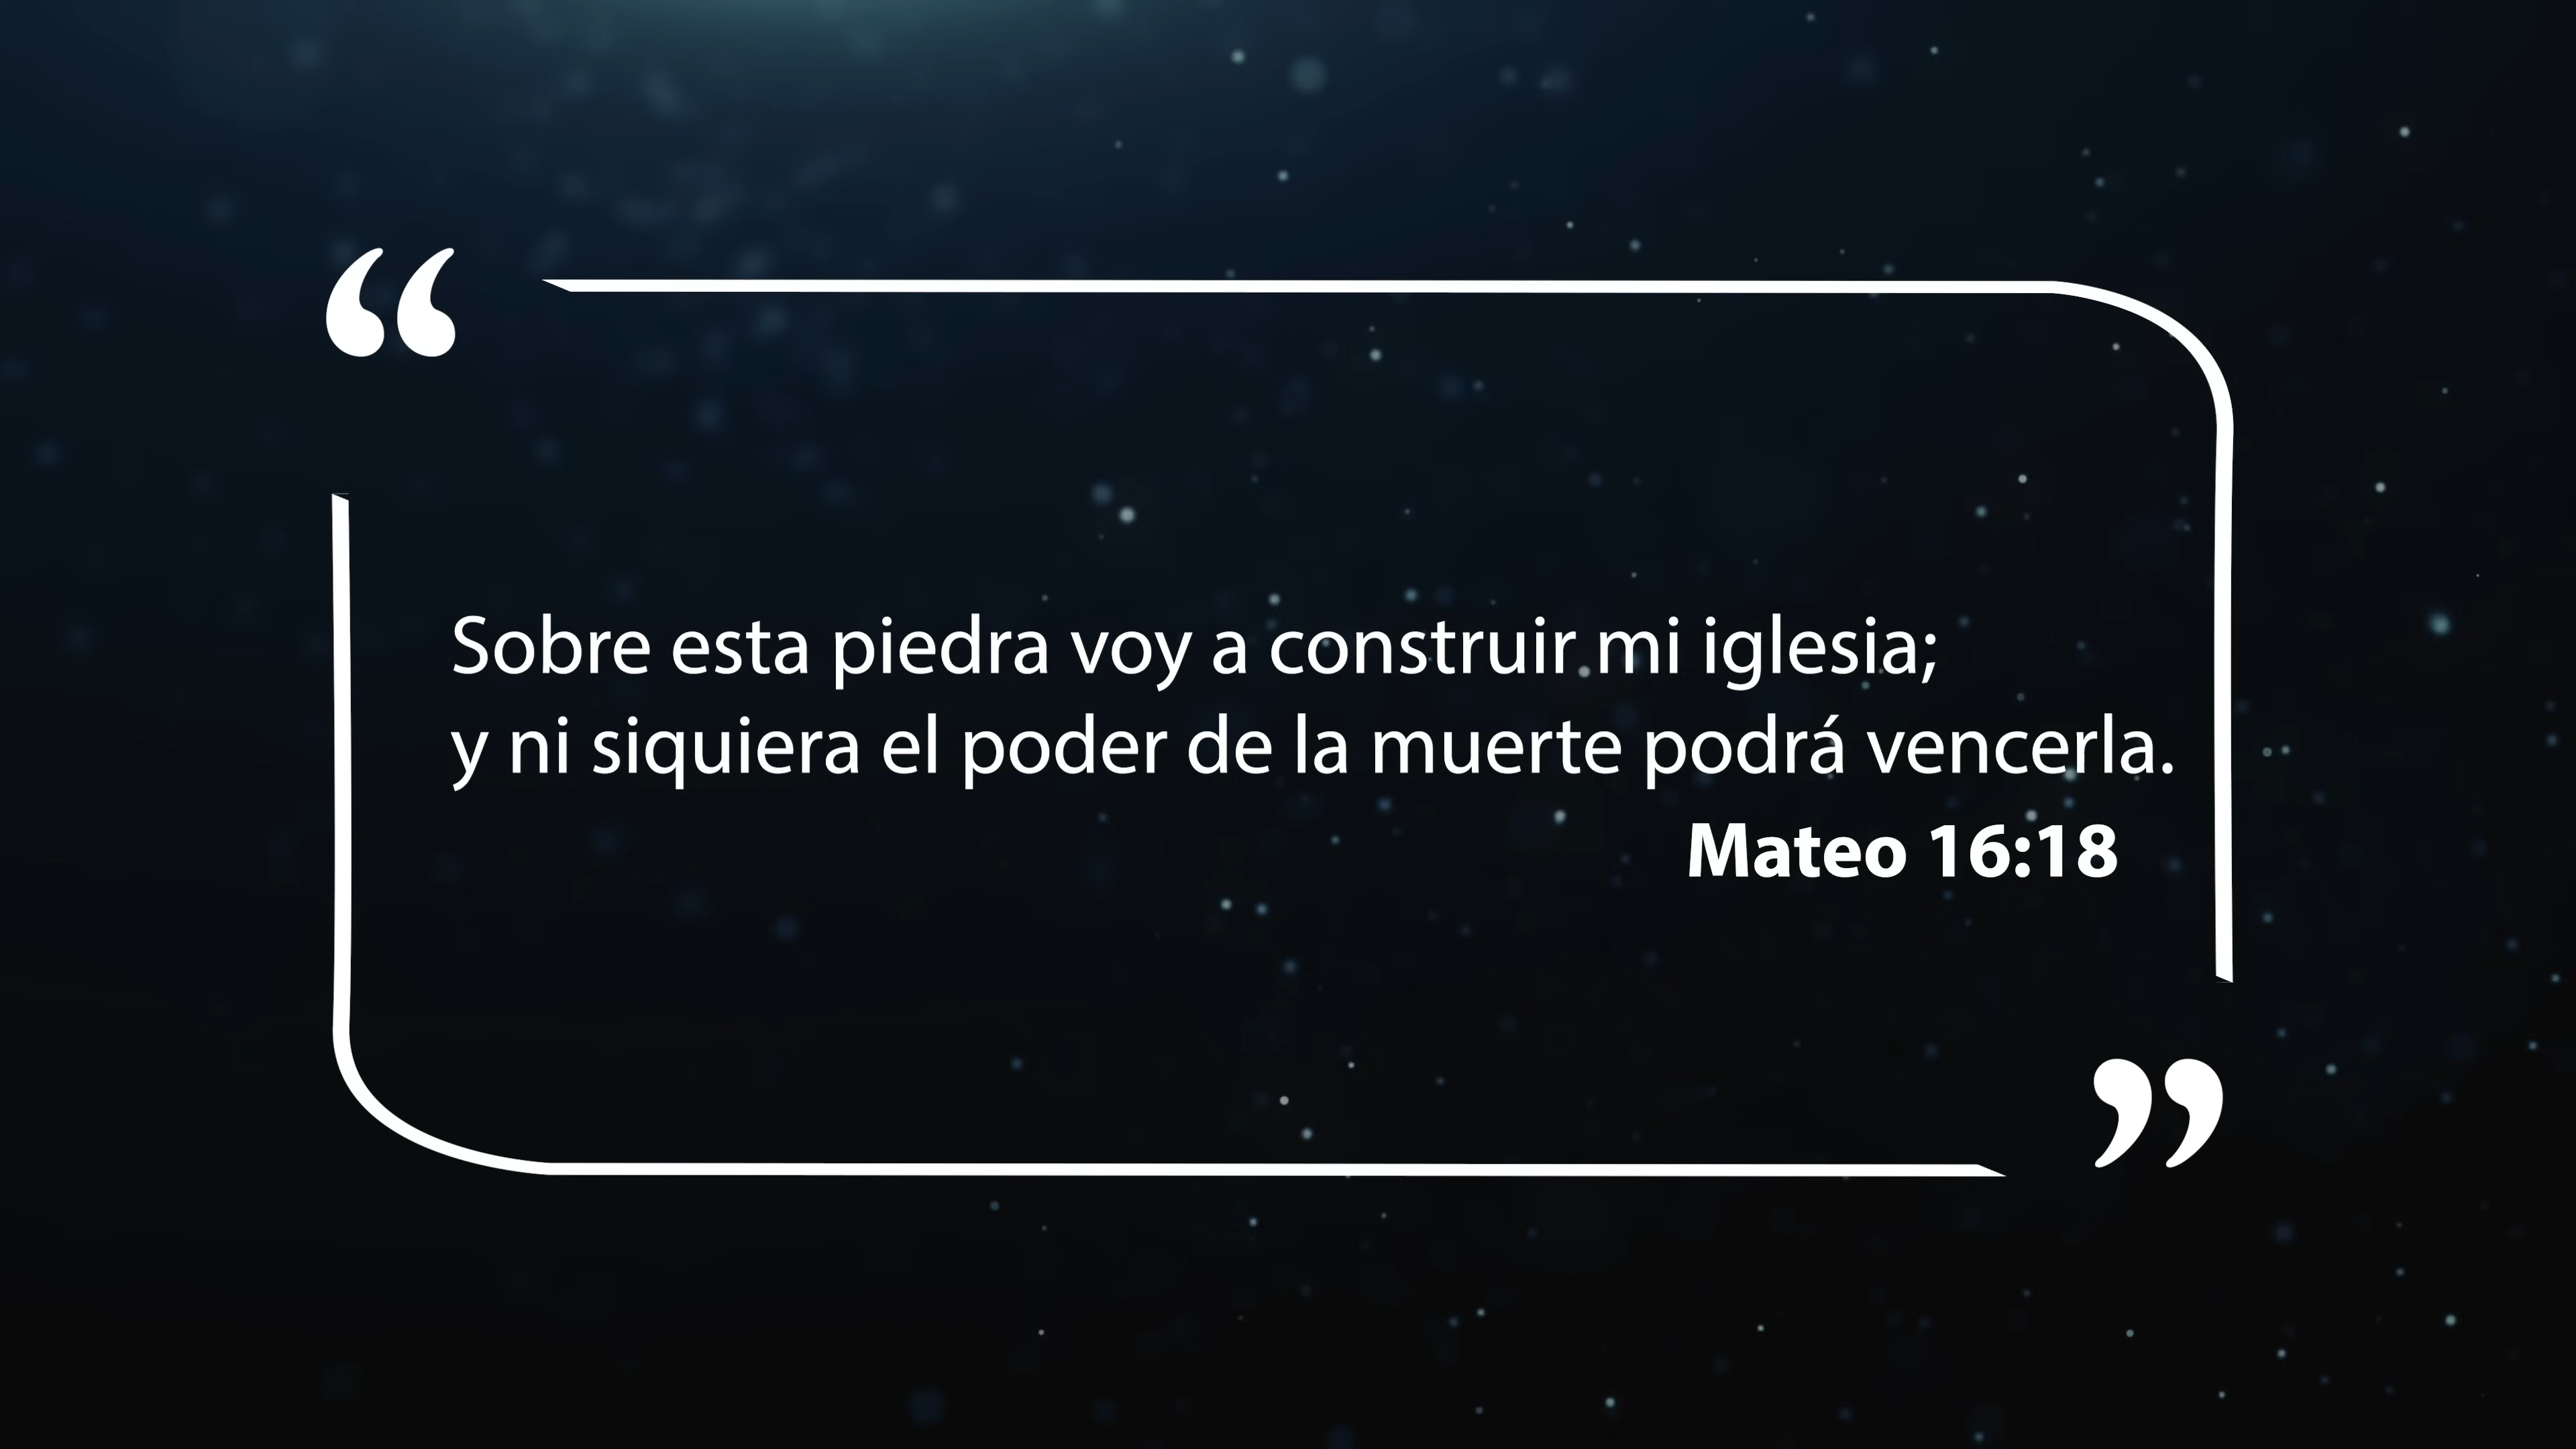 “
Sobre esta piedra voy a construir mi iglesia;
y ni siquiera el poder de la muerte podrá vencerla.
Mateo 16:18
”